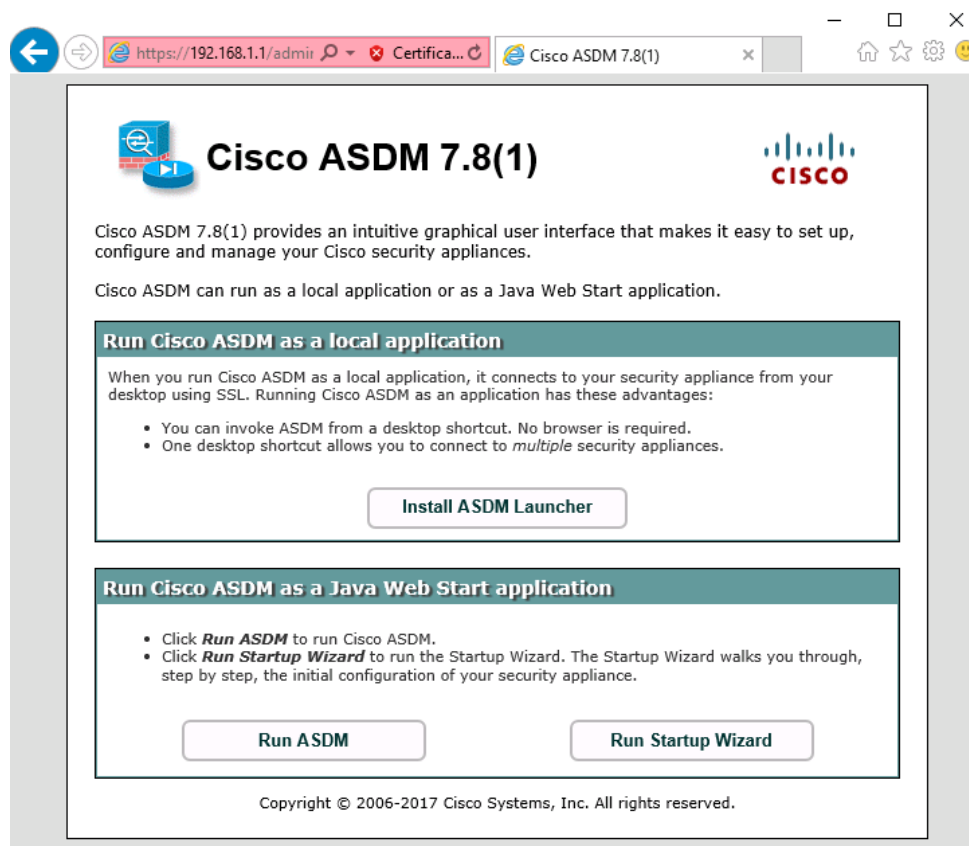 https://192.168.1.1/admir
Certifica...
Cisco ASDM 7.8(1)
Cisco ASDM 7.8(1)
CISCO
Cisco ASDM 7.8(1) provides an intuitive graphical user interface that makes it easy to set up,
configure and manage your Cisco security appliances.
Cisco ASDM can run as a local application or as a Java Web Start application.
Run Cisco ASDM as a local application
When you run Cisco ASDM as a local application, it connects to your security appliance from your
desktop using SSL. Running Cisco ASDM as an application has these advantages:
• You can invoke ASDM from a desktop shortcut. No browser is required.
• One desktop shortcut allows you to connect to multiple security appliances.
Install ASDM Launcher
Run Cisco ASDM as a Java Web Start application
• Click Run ASDM to run Cisco ASDM.
• Click Run Startup Wizard to run the Startup Wizard. The Startup Wizard walks you through,
step by step, the initial configuration of your security appliance.
Run ASDM
Run Startup Wizard
Copyright © 2006-2017 Cisco Systems, Inc. All rights reserved.